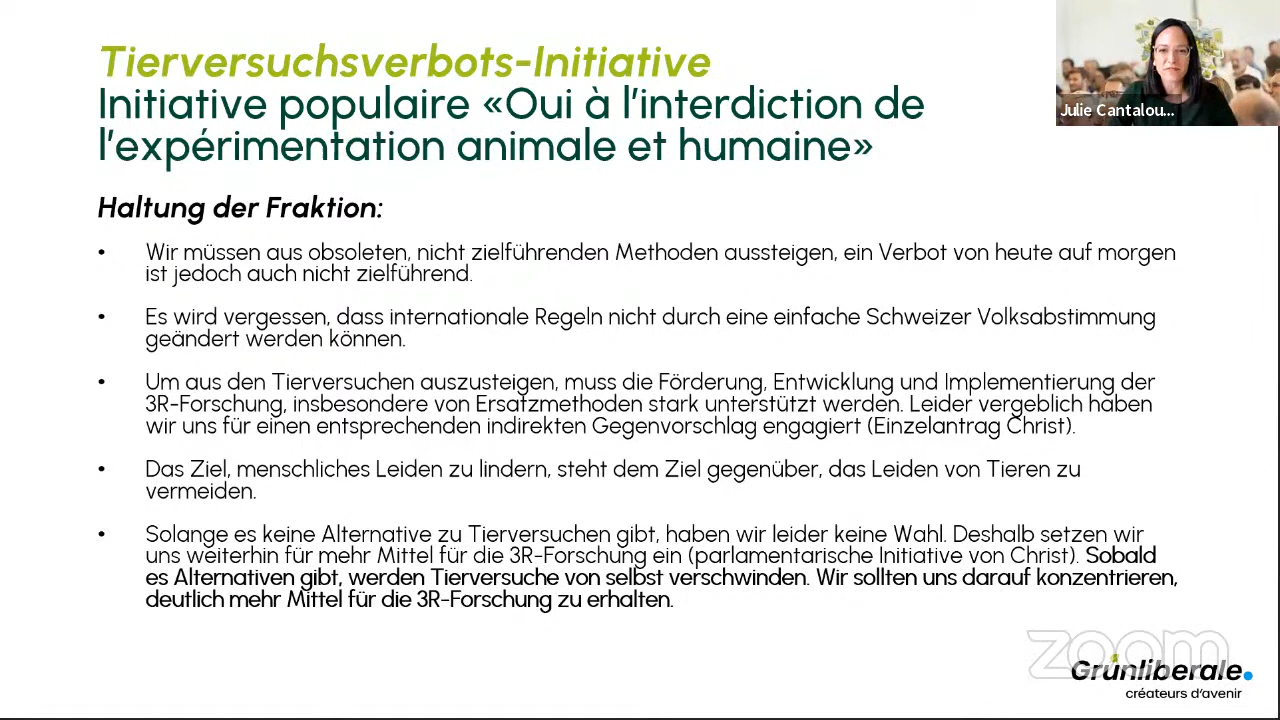 Tierversuchsverbots-Initiative
Initiative populaire «Oui à l'interdiction de
l'expérimentation animale et humaine»
Julie Cantalou...
Haltung der Fraktion:
• Wir müssen aus obsoleten, nicht zielführenden Methoden aussteigen, ein Verbot von heute auf morgen
ist jedoch auch nicht zielführend.
• Es wird vergessen, dass internationale Regeln nicht durch eine einfache Schweizer Volksabstimmung
geändert werden können.
• Um aus den Tierversuchen auszusteigen, muss die Förderung, Entwicklung und Implementierung der
3R-Forschung, insbesondere von Ersatzmethoden stark unterstützt werden. Leider vergeblich haben
wir uns für einen entsprechenden indirekten Gegenvorschlag engagiert (Einzelantrag Christ).
• Das Ziel, menschliches Leiden zu lindern, steht dem Ziel gegenüber, das Leiden von Tieren zu
vermeiden.
• Solange es keine Alternative zu Tierversuchen gibt, haben wir leider keine Wahl. Deshalb setzen wir
uns weiterhin für mehr Mittel für die 3R-Forschung ein (parlamentarische Initiative von Christ). Sobald
es Alternativen gibt, werden Tierversuche von selbst verschwinden. Wir sollten uns darauf konzentrieren,
deutlich mehr Mittel für die 3R-Forschung zu erhalten.
zoom
Grünliberale.
créateurs d'avenir